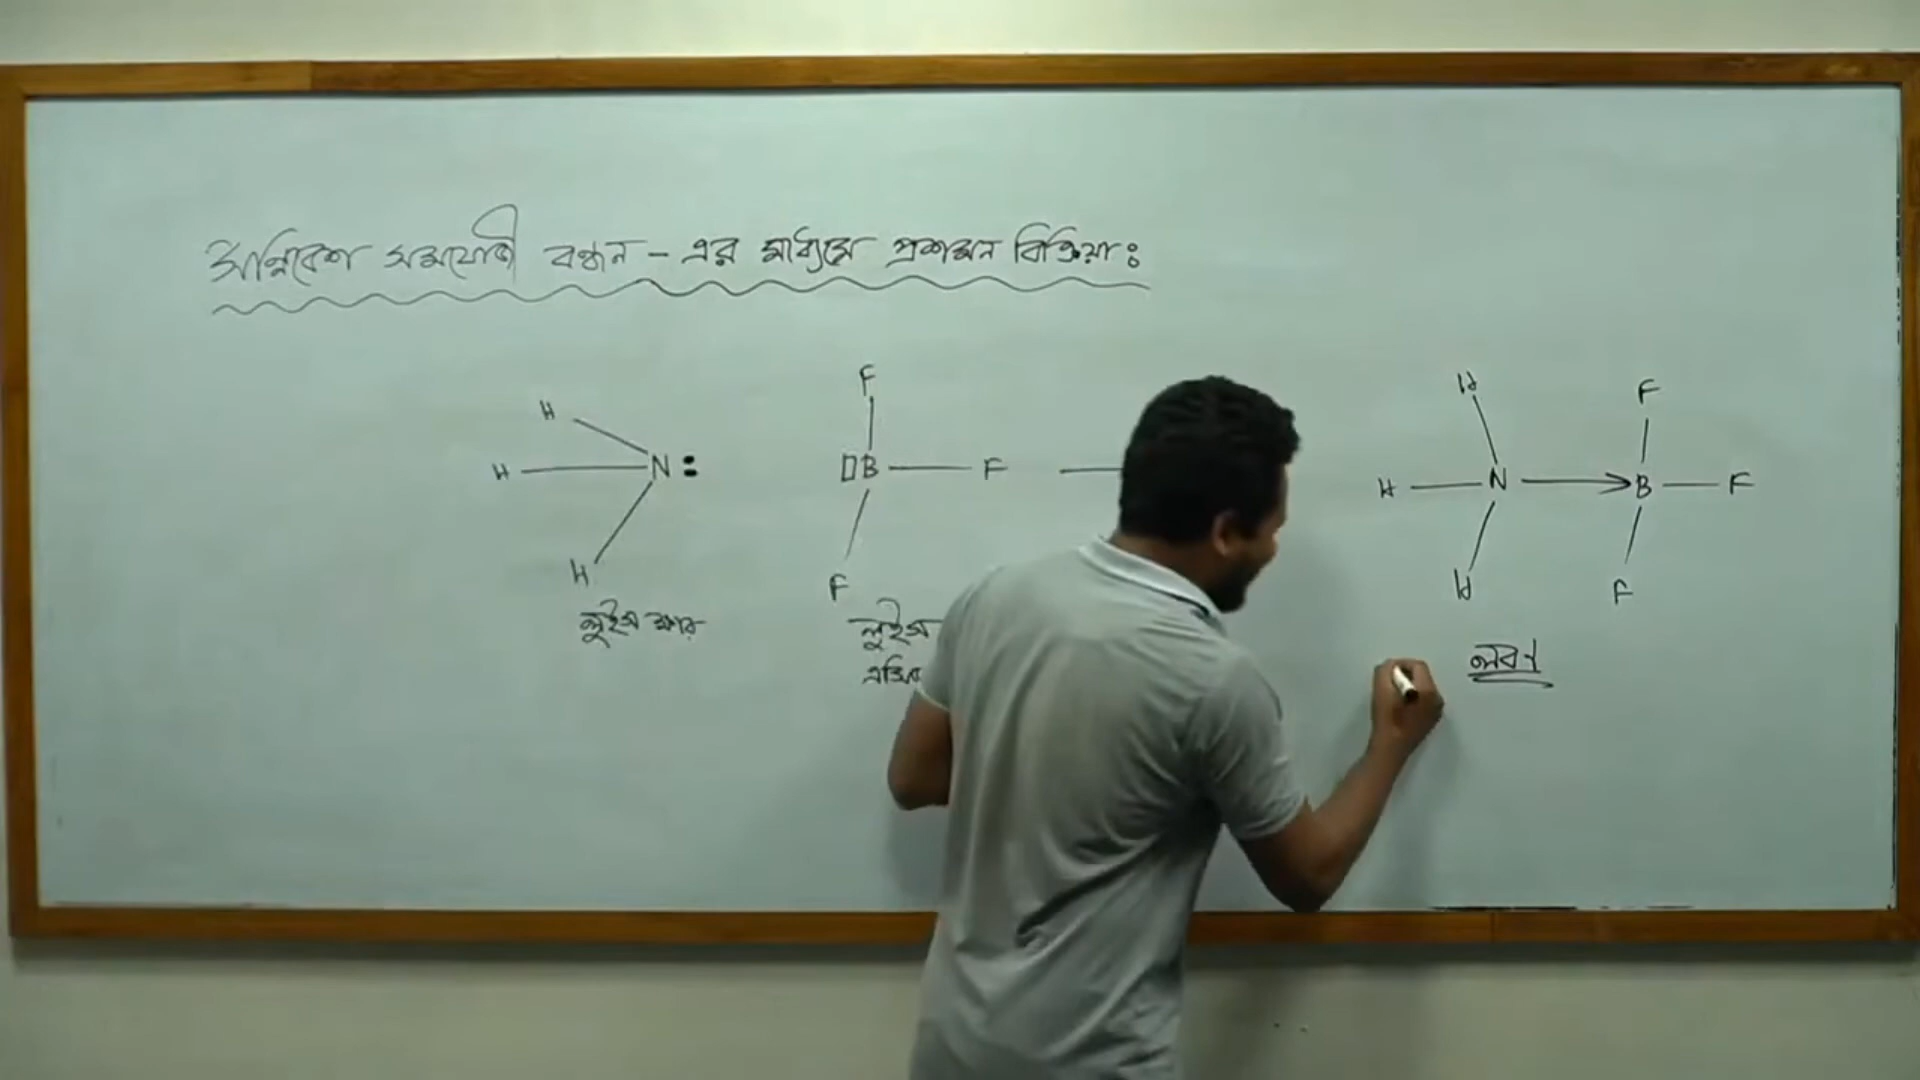 সন্নিবেশ সমযোজী বন্ধন - এর মাধ্যমে প্রশমন বিক্রিয়াঃ
H F H F
H N: B F H N B F
H F H F
লুইস ক্ষার লুইস লবণ